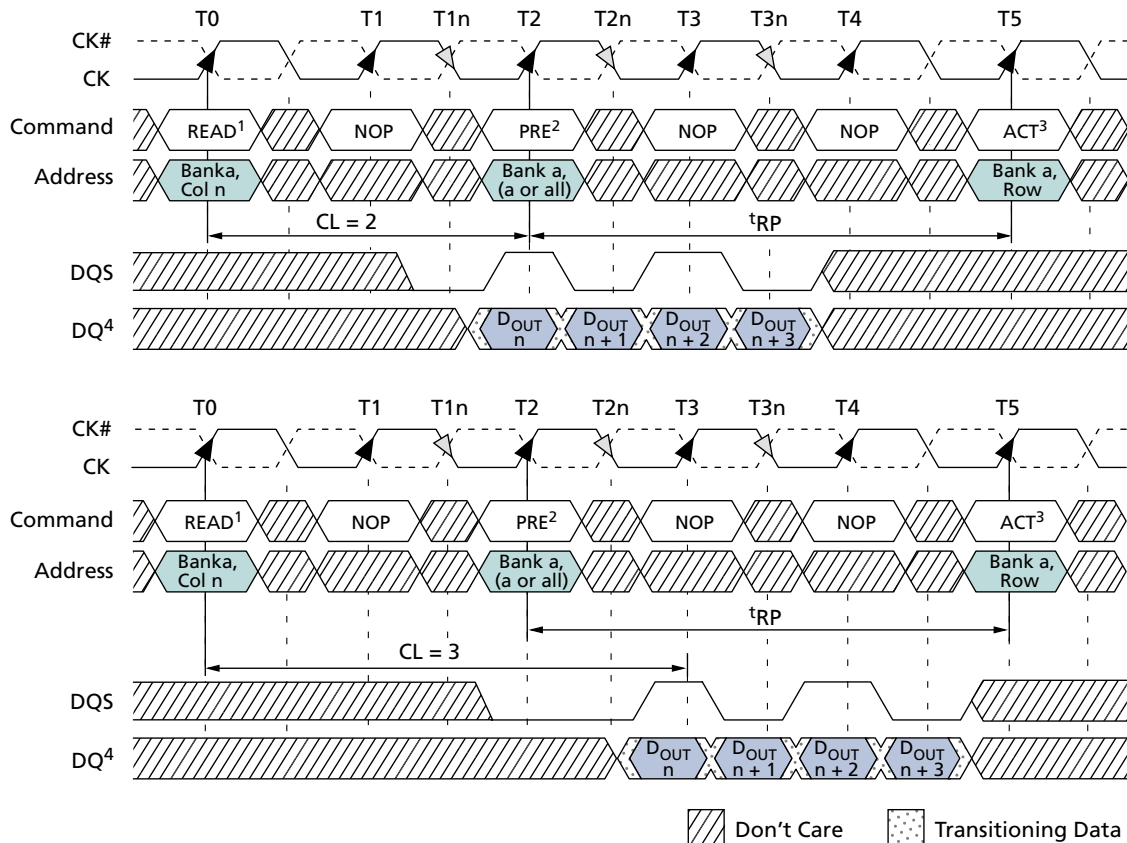 T0 T1 T1n T2 T2n T3 T3n T4 T5
CK#
CK
Command READ¹ NOP PRE² NOP NOP ACT³
Address Banka, Col n Bank a, (a or all) Bank a, Row
CL = 2 ᵗRP
DQS
DQ⁴ DOUT n DOUT n + 1 DOUT n + 2 DOUT n + 3
T0 T1 T1n T2 T2n T3 T3n T4 T5
CK#
CK
Command READ¹ NOP PRE² NOP NOP ACT³
Address Banka, Col n Bank a, (a or all) Bank a, Row
ᵗRP
CL = 3
DQS
DQ⁴ DOUT n DOUT n + 1 DOUT n + 2 DOUT n + 3
Don't Care Transitioning Data